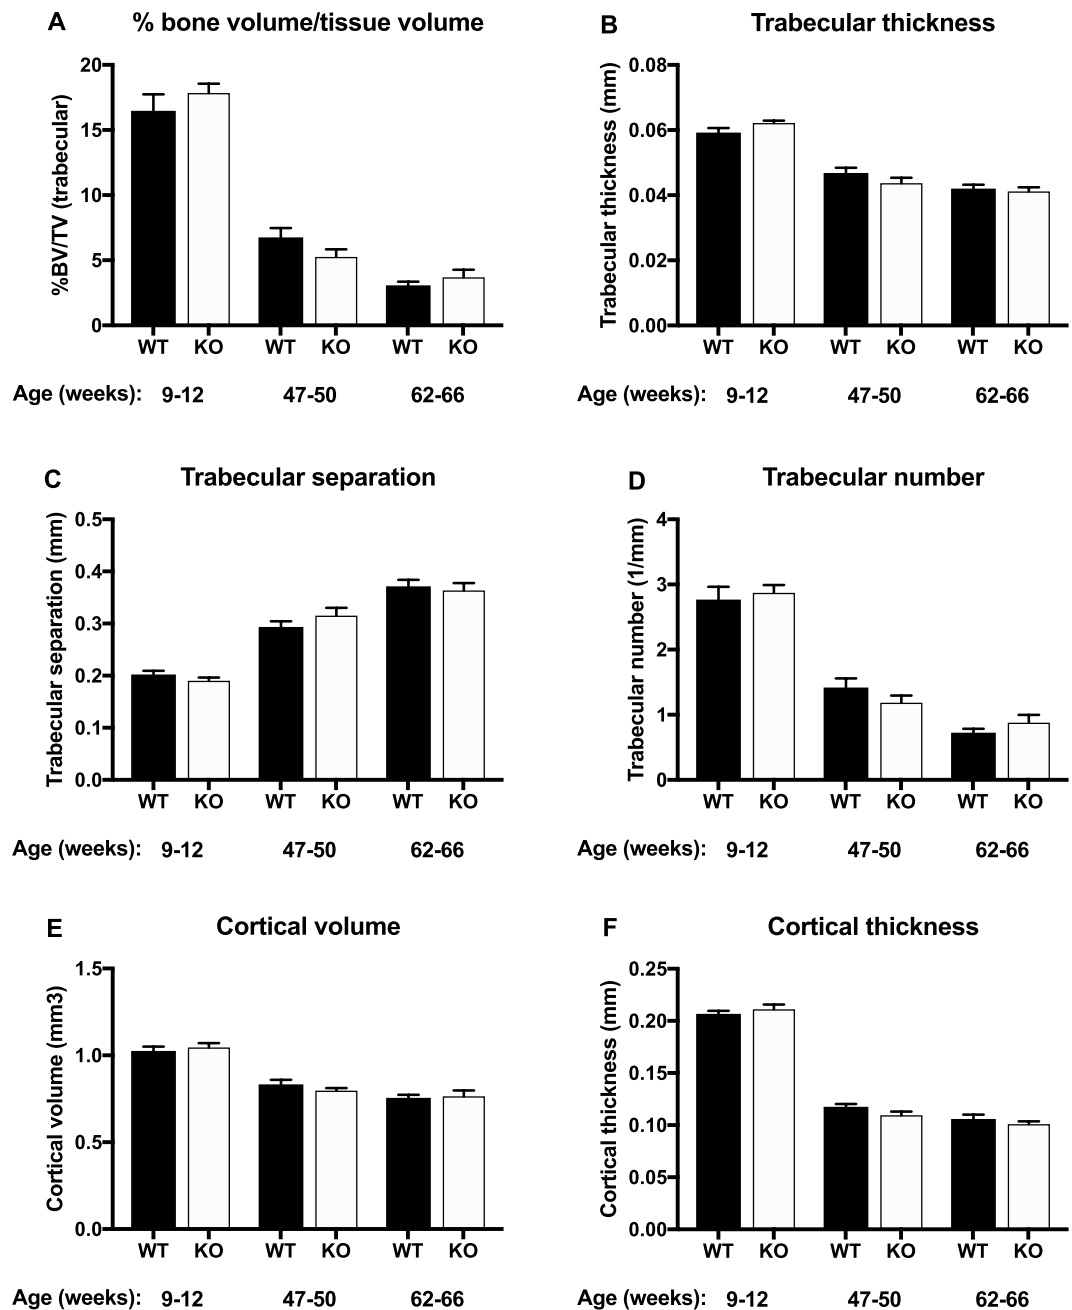 A % bone volume/tissue volume
%BV/TV (trabecular)
20
15
10
5
0
WT KO WT KO WT KO
Age (weeks): 9-12 47-50 62-66
B Trabecular thickness
Trabecular thickness (mm)
0.08
0.06
0.04
0.02
0.00
WT KO WT KO WT KO
Age (weeks): 9-12 47-50 62-66
C Trabecular separation
Trabecular separation (mm)
0.5
0.4
0.3
0.2
0.1
0.0
WT KO WT KO WT KO
Age (weeks): 9-12 47-50 62-66
D Trabecular number
Trabecular number (1/mm)
4
3
2
1
0
WT KO WT KO WT KO
Age (weeks): 9-12 47-50 62-66
E Cortical volume
Cortical volume (mm3)
1.5
1.0
0.5
0.0
WT KO WT KO WT KO
Age (weeks): 9-12 47-50 62-66
F Cortical thickness
Cortical thickness (mm)
0.25
0.20
0.15
0.10
0.05
0.00
WT KO WT KO WT KO
Age (weeks): 9-12 47-50 62-66